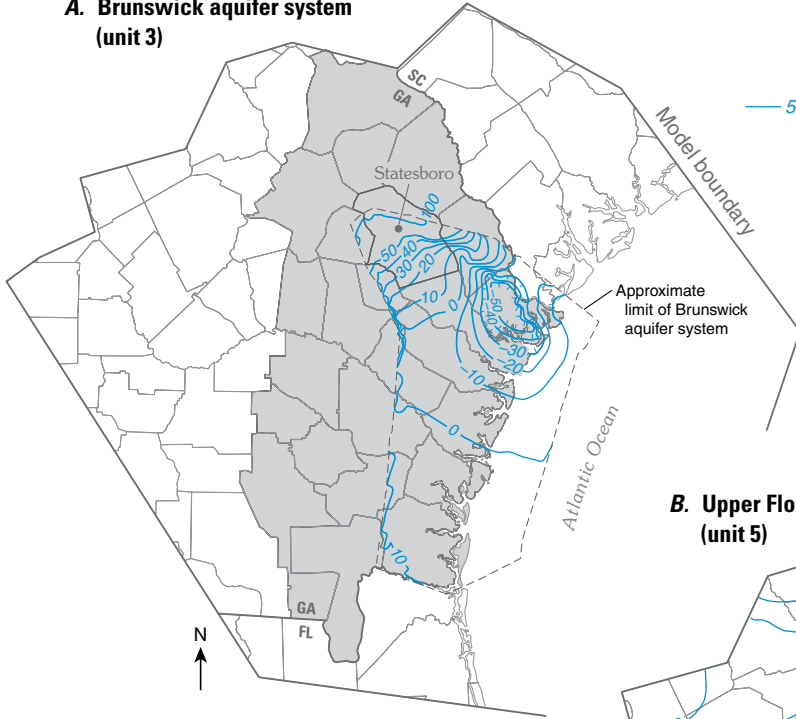 A. Brunswick aquifer system
(unit 3)
SC
GA
5
Model boundary
Statesboro
100
50
40
30
20
10
0
Approximate
limit of Brunswick
aquifer system
−50
−40
−30
−20
−10
0
Atlantic Ocean
B. Upper Flo
(unit 5)
10
GA
FL
N